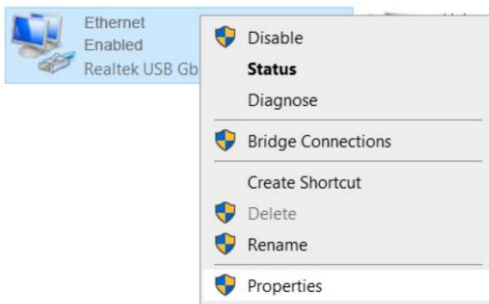 Ethernet
Enabled
Realtek USB Gb
Disable
Status
Diagnose
Bridge Connections
Create Shortcut
Delete
Rename
Properties